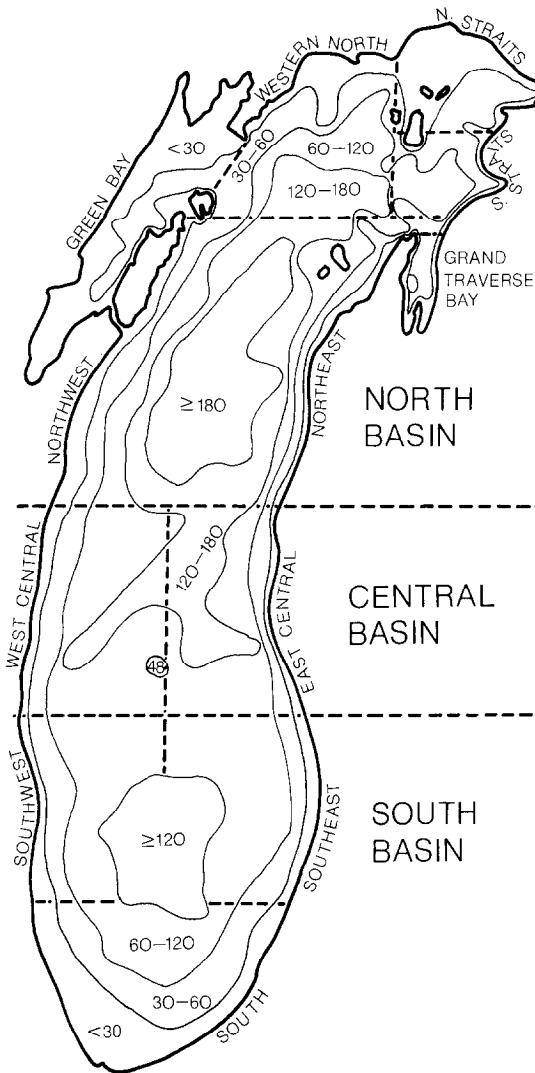 N. STRAITS
WESTERN NORTH
<30
30-60
60-120
120-180
S. STRAITS
GREEN BAY
GRAND
TRAVERSE
BAY
NORTHWEST
NORTHEAST
≥180
NORTH
BASIN
120-180
WEST CENTRAL
EAST CENTRAL
CENTRAL
BASIN
48
SOUTHWEST
SOUTHEAST
≥120
SOUTH
BASIN
60-120
30-60
<30
SOUTH